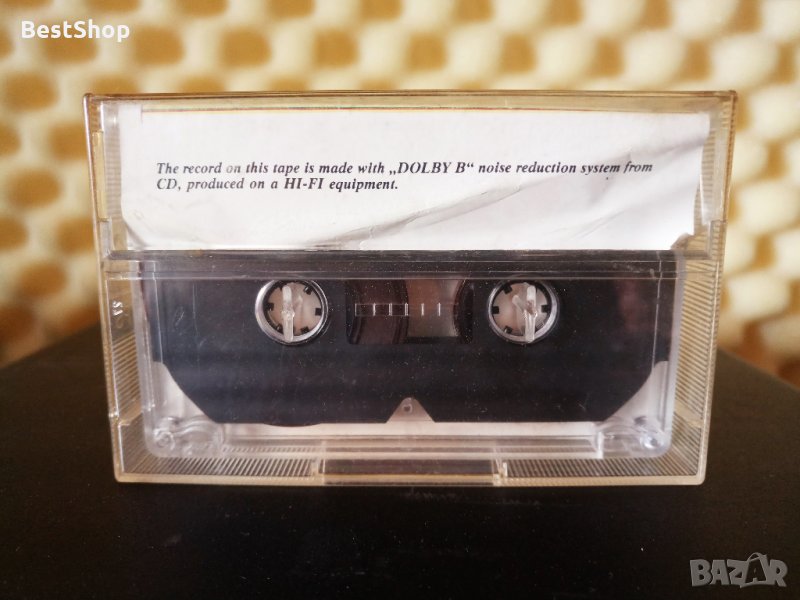 BestShop
The record on this tape is made with „DOLBY B“ noise reduction system from
CD, produced on a HI-FI equipment.
BAZAR